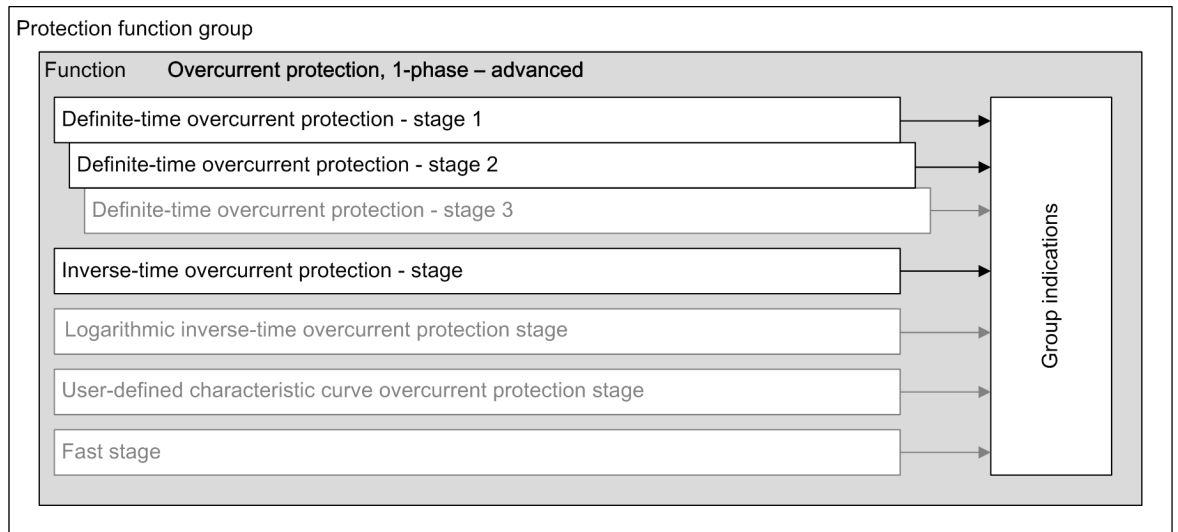 Protection function group
Function Overcurrent protection, 1-phase – advanced
Definite-time overcurrent protection - stage 1
Definite-time overcurrent protection - stage 2
Definite-time overcurrent protection - stage 3
Inverse-time overcurrent protection - stage
Logarithmic inverse-time overcurrent protection stage
User-defined characteristic curve overcurrent protection stage
Fast stage
Group indications